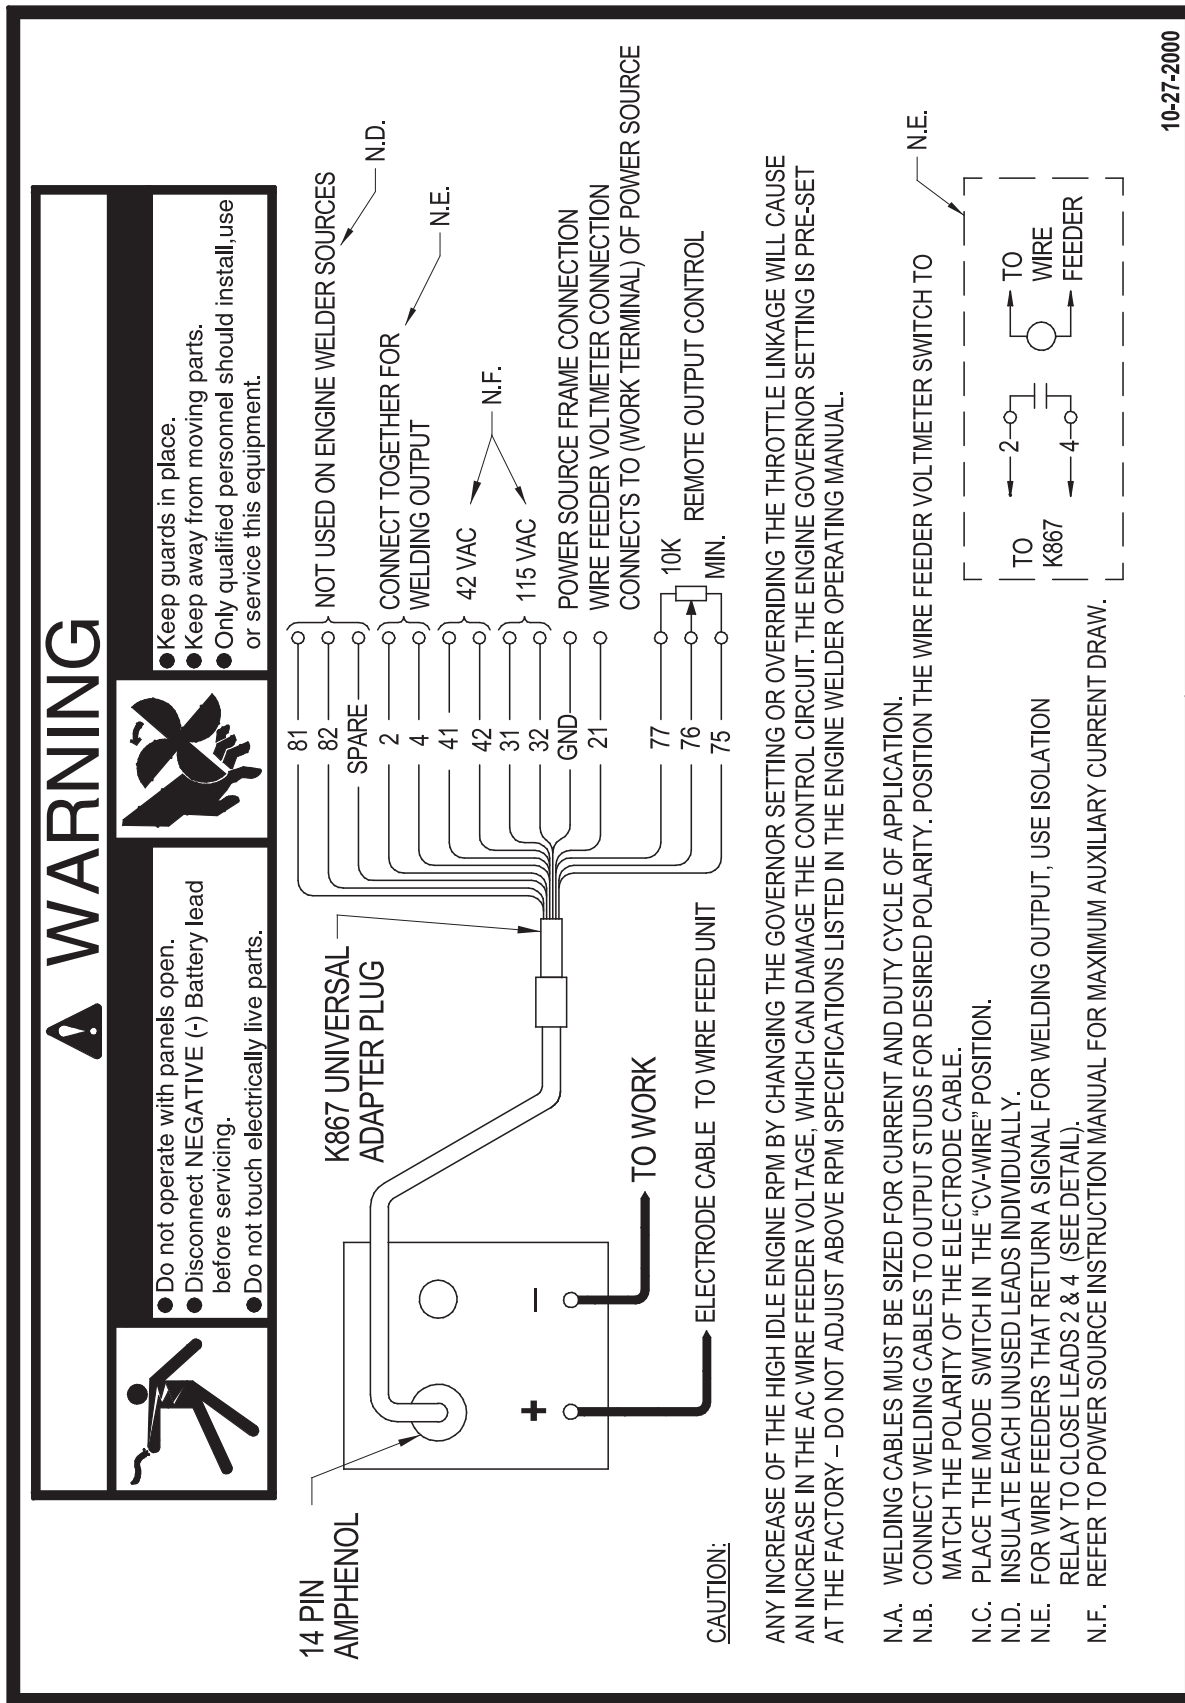 WARNING
Do not operate with panels open.
Disconnect NEGATIVE (-) Battery lead
before servicing.
Do not touch electrically live parts.
Keep guards in place.
Keep away from moving parts.
Only qualified personnel should install,use
or service this equipment.
14 PIN
AMPHENOL
K867 UNIVERSAL
ADAPTER PLUG
81
82
SPARE
2
4
41
42
31
32
GND
21
77
76
75
NOT USED ON ENGINE WELDER SOURCES
N.D.
CONNECT TOGETHER FOR
WELDING OUTPUT
N.E.
42 VAC
N.F.
115 VAC
POWER SOURCE FRAME CONNECTION
WIRE FEEDER VOLTMETER CONNECTION
CONNECTS TO (WORK TERMINAL) OF POWER SOURCE
10K
REMOTE OUTPUT CONTROL
MIN.
+
–
TO WORK
ELECTRODE CABLE TO WIRE FEED UNIT
CAUTION:
ANY INCREASE OF THE HIGH IDLE ENGINE RPM BY CHANGING THE GOVERNOR SETTING OR OVERRIDING THE THROTTLE LINKAGE WILL CAUSE
AN INCREASE IN THE AC WIRE FEEDER VOLTAGE, WHICH CAN DAMAGE THE CONTROL CIRCUIT. THE ENGINE GOVERNOR SETTING IS PRE-SET
AT THE FACTORY – DO NOT ADJUST ABOVE RPM SPECIFICATIONS LISTED IN THE ENGINE WELDER OPERATING MANUAL.
N.A. WELDING CABLES MUST BE SIZED FOR CURRENT AND DUTY CYCLE OF APPLICATION.
N.B. CONNECT WELDING CABLES TO OUTPUT STUDS FOR DESIRED POLARITY. POSITION THE WIRE FEEDER VOLTMETER SWITCH TO
MATCH THE POLARITY OF THE ELECTRODE CABLE.
N.C. PLACE THE MODE SWITCH IN THE “CV-WIRE” POSITION.
N.D. INSULATE EACH UNUSED LEADS INDIVIDUALLY.
N.E. FOR WIRE FEEDERS THAT RETURN A SIGNAL FOR WELDING OUTPUT, USE ISOLATION
RELAY TO CLOSE LEADS 2 & 4 (SEE DETAIL).
N.F. REFER TO POWER SOURCE INSTRUCTION MANUAL FOR MAXIMUM AUXILIARY CURRENT DRAW.
N.E.
TO
K867
2
4
TO
WIRE
FEEDER
10-27-2000